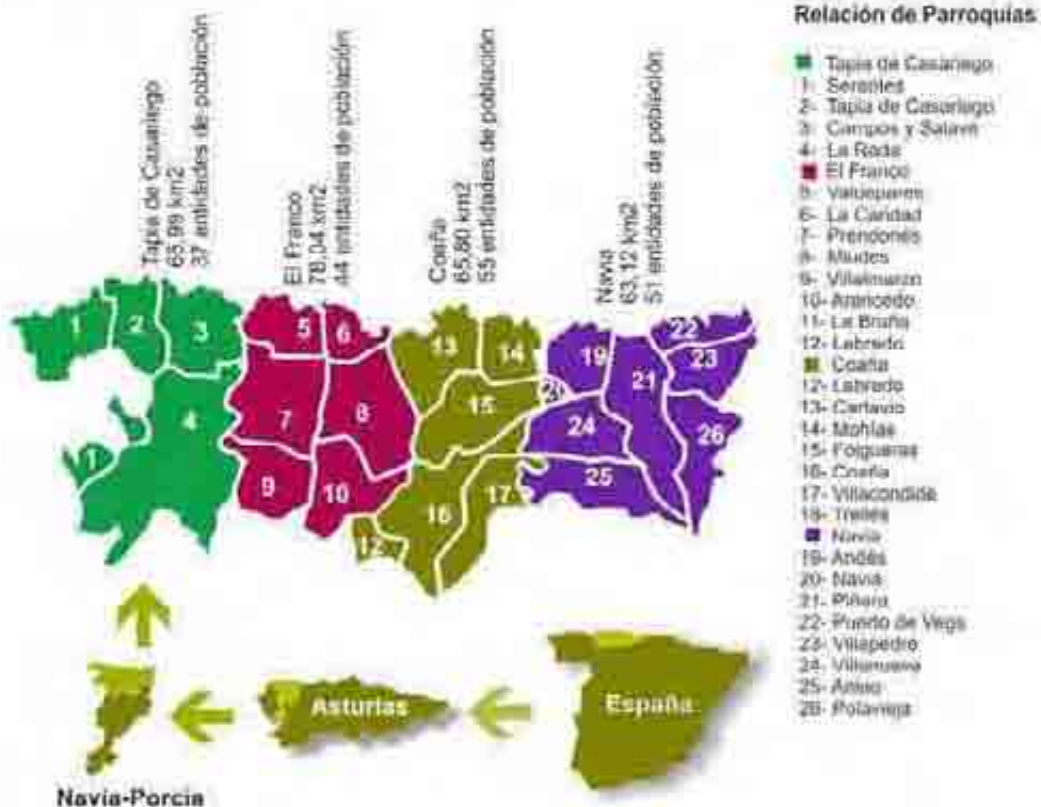 Relación de Parroquias
Tapia de Casariego
1- Serantes
2- Tapia de Casariego
3- Campos y Salave
4- La Roda
El Franco
5- Valdepares
6- La Caridad
7- Prendonés
8- Miudes
9- Villalmarzo
10- Arancedo
11- La Braña
12- Lebredo
Coaña
12- Lebredo
13- Cartavio
14- Mohías
15- Folgueras
16- Coaña
17- Villacondide
18- Trelles
Navia
19- Andés
20- Navia
21- Piñera
22- Puerto de Vega
23- Villapedre
24- Villanueva
25- Anleo
26- Polavieja
Tapia de Casariego
65,99 km2
37 entidades de población
El Franco
78,04 km2
44 entidades de población
Coaña
65,80 km2
55 entidades de población
Navia
63,12 km2
51 entidades de población
1
2
3
4
1
5
6
7
8
9
10
12
13
14
15
16
17
19
21
22
23
24
25
26
Asturias
España
Navia-Porcia